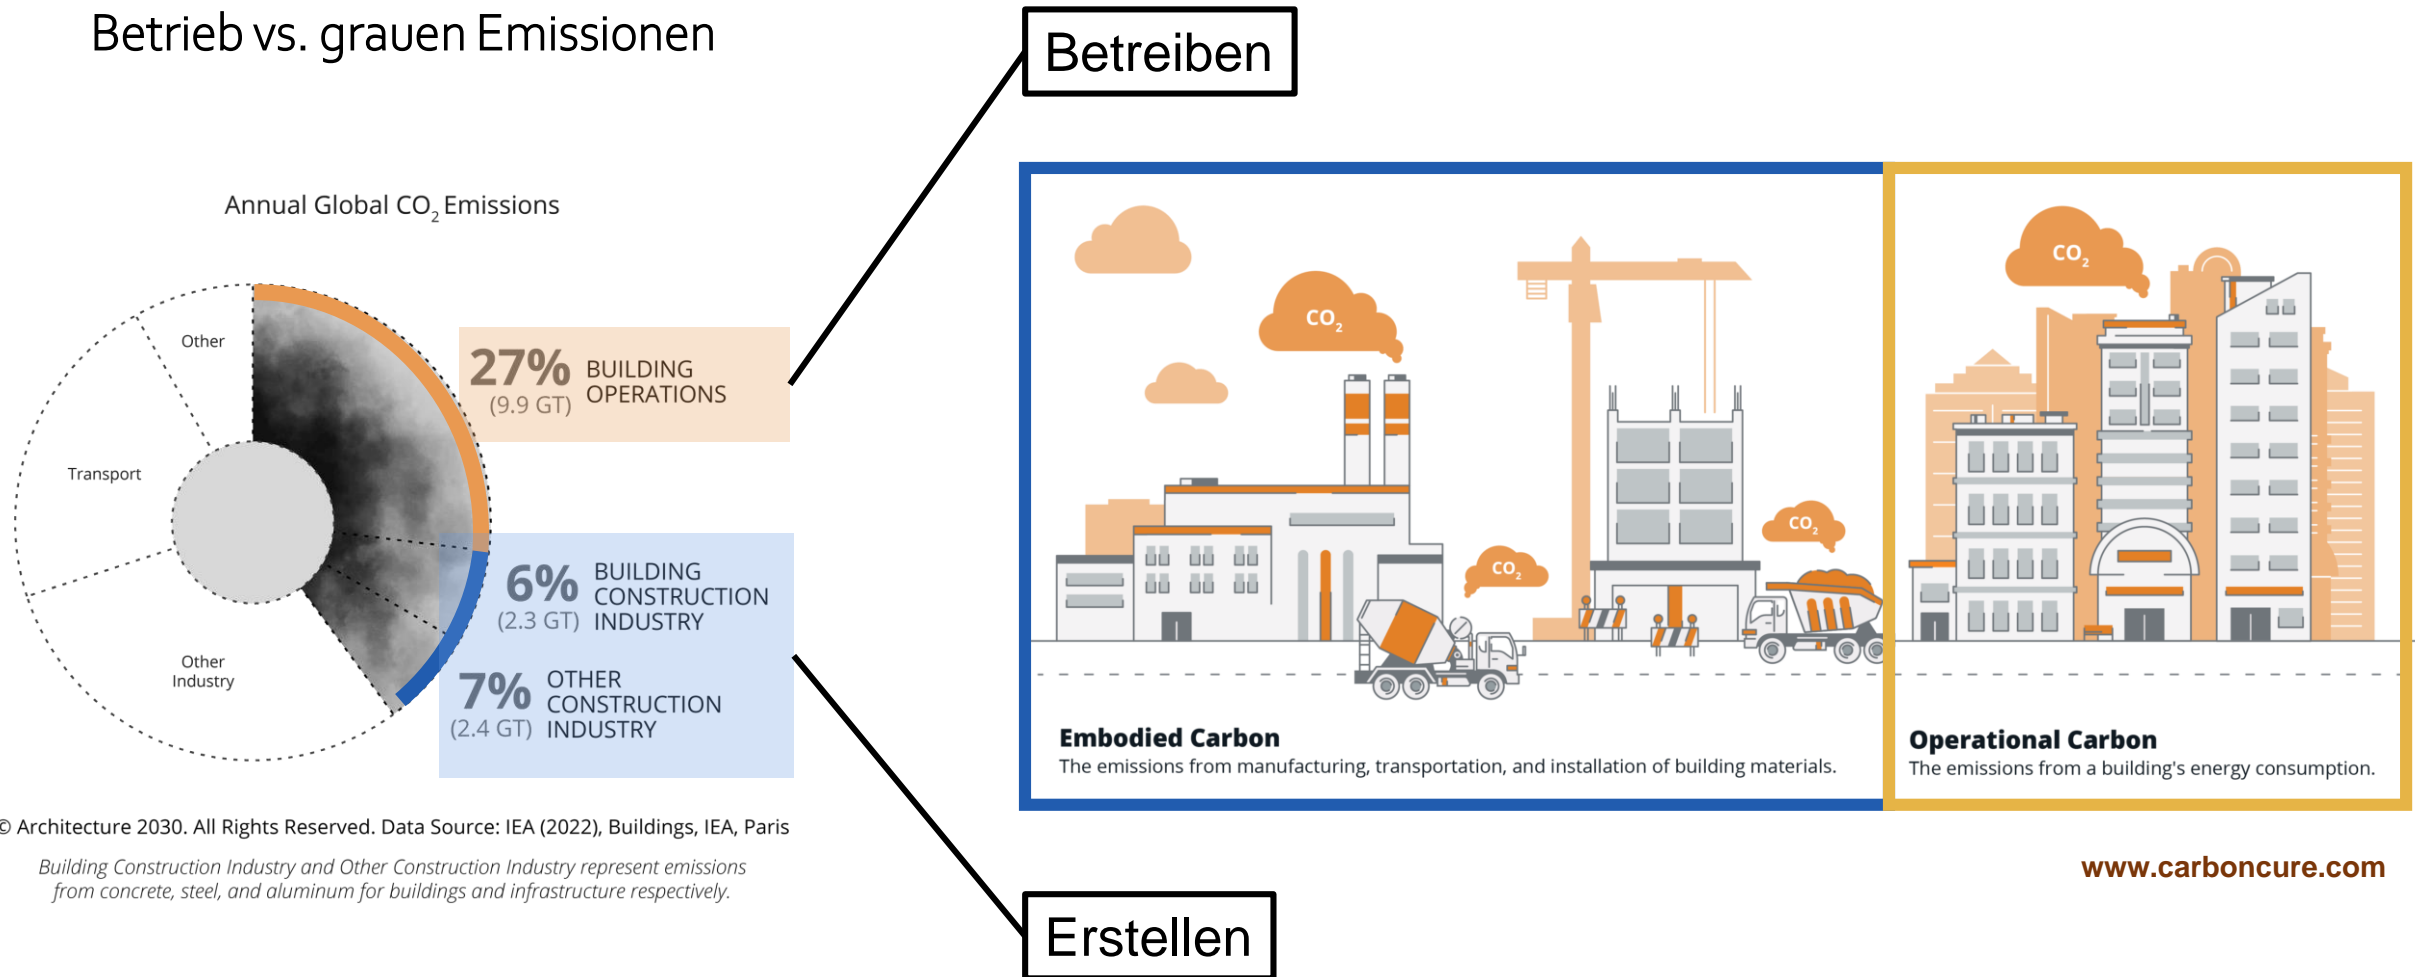 Betrieb vs. grauen Emissionen
Betreiben
Annual Global CO₂ Emissions
Other
Transport
Other
Industry
27%
(9.9 GT)
BUILDING
OPERATIONS
6%
(2.3 GT)
BUILDING
CONSTRUCTION
INDUSTRY
7%
(2.4 GT)
OTHER
CONSTRUCTION
INDUSTRY
© Architecture 2030. All Rights Reserved. Data Source: IEA (2022), Buildings, IEA, Paris
Building Construction Industry and Other Construction Industry represent emissions
from concrete, steel, and aluminum for buildings and infrastructure respectively.
CO₂
CO₂
CO₂
Embodied Carbon
The emissions from manufacturing, transportation, and installation of building materials.
CO₂
Operational Carbon
The emissions from a building's energy consumption.
www.carboncure.com
Erstellen